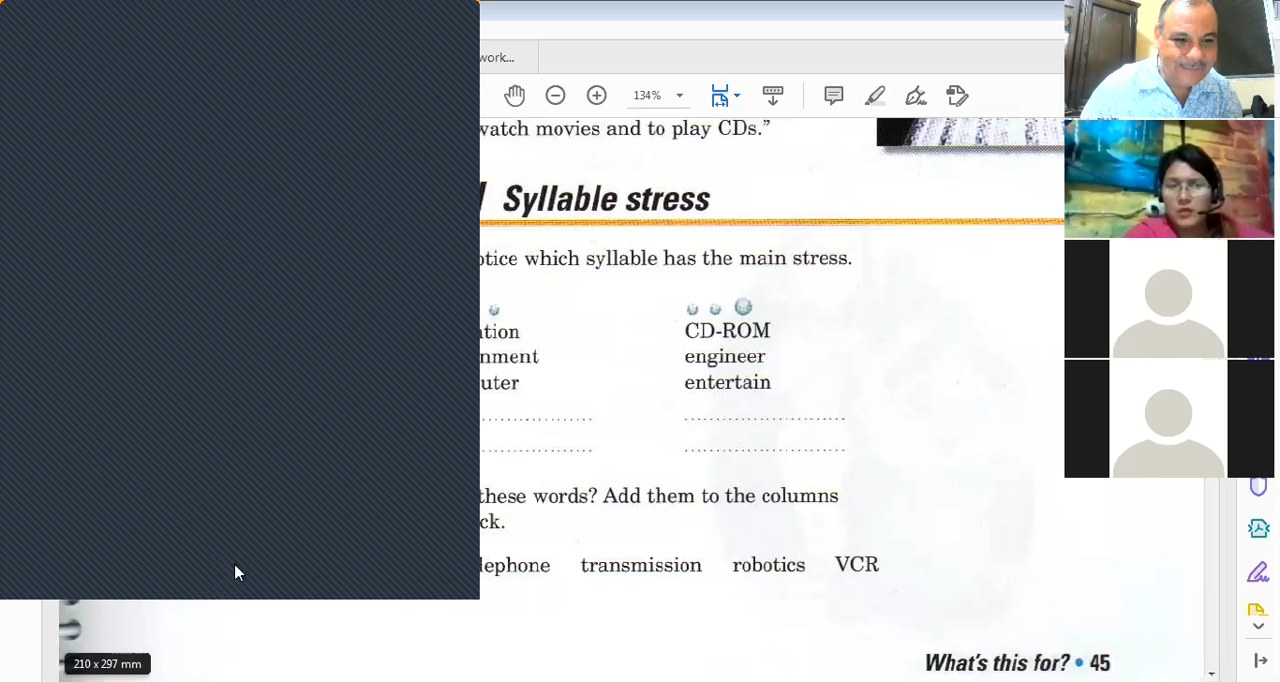 work...
134%
watch movies and to play CDs."
Syllable stress
otice which syllable has the main stress.
ntion CD-ROM
nment engineer
uter entertain
these words? Add them to the columns
ck.
lephone transmission robotics VCR
210 x 297 mm
What's this for? • 45